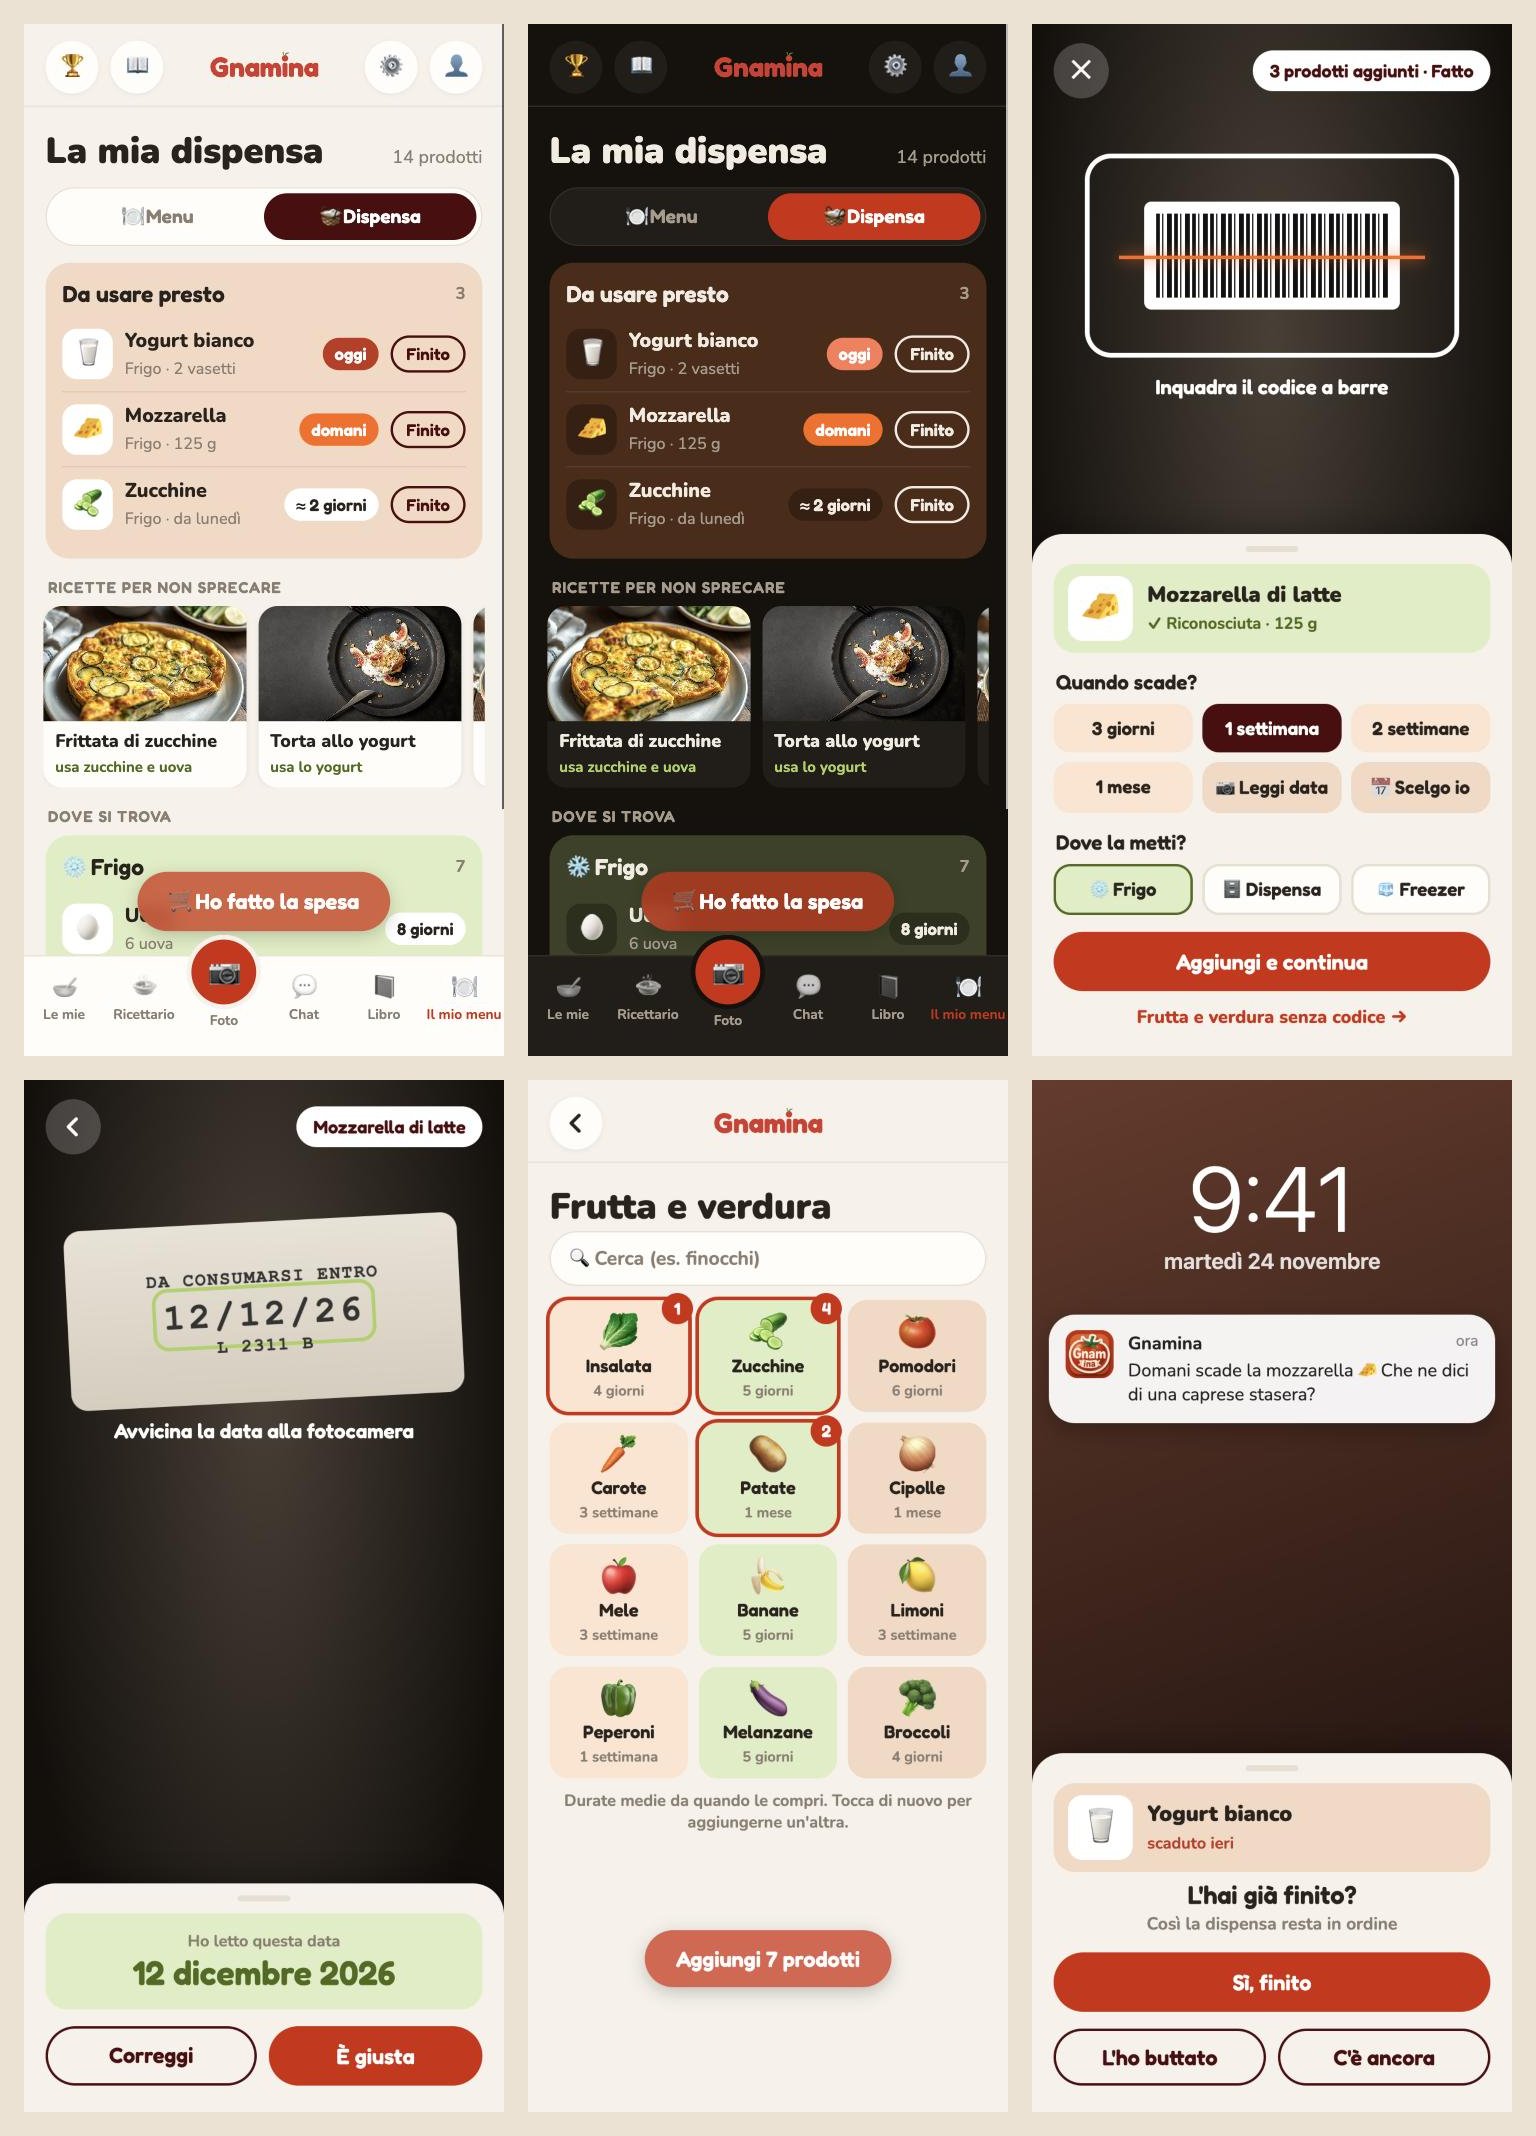 Gnamina
La mia dispensa
14 prodotti
Menu
Dispensa
Da usare presto
3
Yogurt bianco
Frigo · 2 vasetti
oggi
Finito
Mozzarella
Frigo · 125 g
domani
Finito
Zucchine
Frigo · da lunedì
≈ 2 giorni
Finito
RICETTE PER NON SPRECARE
Frittata di zucchine
usa zucchine e uova
Torta allo yogurt
usa lo yogurt
DOVE SI TROVA
Frigo
7
Ho fatto la spesa
6 uova
8 giorni
Le mie
Ricettario
Foto
Chat
Libro
Il mio menu
Gnamina
La mia dispensa
14 prodotti
Menu
Dispensa
Da usare presto
3
Yogurt bianco
Frigo · 2 vasetti
oggi
Finito
Mozzarella
Frigo · 125 g
domani
Finito
Zucchine
Frigo · da lunedì
≈ 2 giorni
Finito
RICETTE PER NON SPRECARE
Frittata di zucchine
usa zucchine e uova
Torta allo yogurt
usa lo yogurt
DOVE SI TROVA
Frigo
7
Ho fatto la spesa
6 uova
8 giorni
Le mie
Ricettario
Foto
Chat
Libro
Il mio menu
3 prodotti aggiunti · Fatto
Inquadra il codice a barre
Mozzarella di latte
✓ Riconosciuta · 125 g
Quando scade?
3 giorni
1 settimana
2 settimane
1 mese
Leggi data
Scelgo io
Dove la metti?
Frigo
Dispensa
Freezer
Aggiungi e continua
Frutta e verdura senza codice →
Mozzarella di latte
DA CONSUMARSI ENTRO
12/12/26
L 2311 B
Avvicina la data alla fotocamera
Ho letto questa data
12 dicembre 2026
Correggi
È giusta
Gnamina
Frutta e verdura
Cerca (es. finocchi)
1
Insalata
4 giorni
4
Zucchine
5 giorni
Pomodori
6 giorni
Carote
3 settimane
2
Patate
1 mese
Cipolle
1 mese
Mele
3 settimane
Banane
5 giorni
Limoni
3 settimane
Peperoni
1 settimana
Melanzane
5 giorni
Broccoli
4 giorni
Durate medie da quando le compri. Tocca di nuovo per
aggiungerne un'altra.
Aggiungi 7 prodotti
9:41
martedì 24 novembre
Gnamina
ora
Domani scade la mozzarella 🧀 Che ne dici
di una caprese stasera?
Yogurt bianco
scaduto ieri
L'hai già finito?
Così la dispensa resta in ordine
Sì, finito
L'ho buttato
C'è ancora